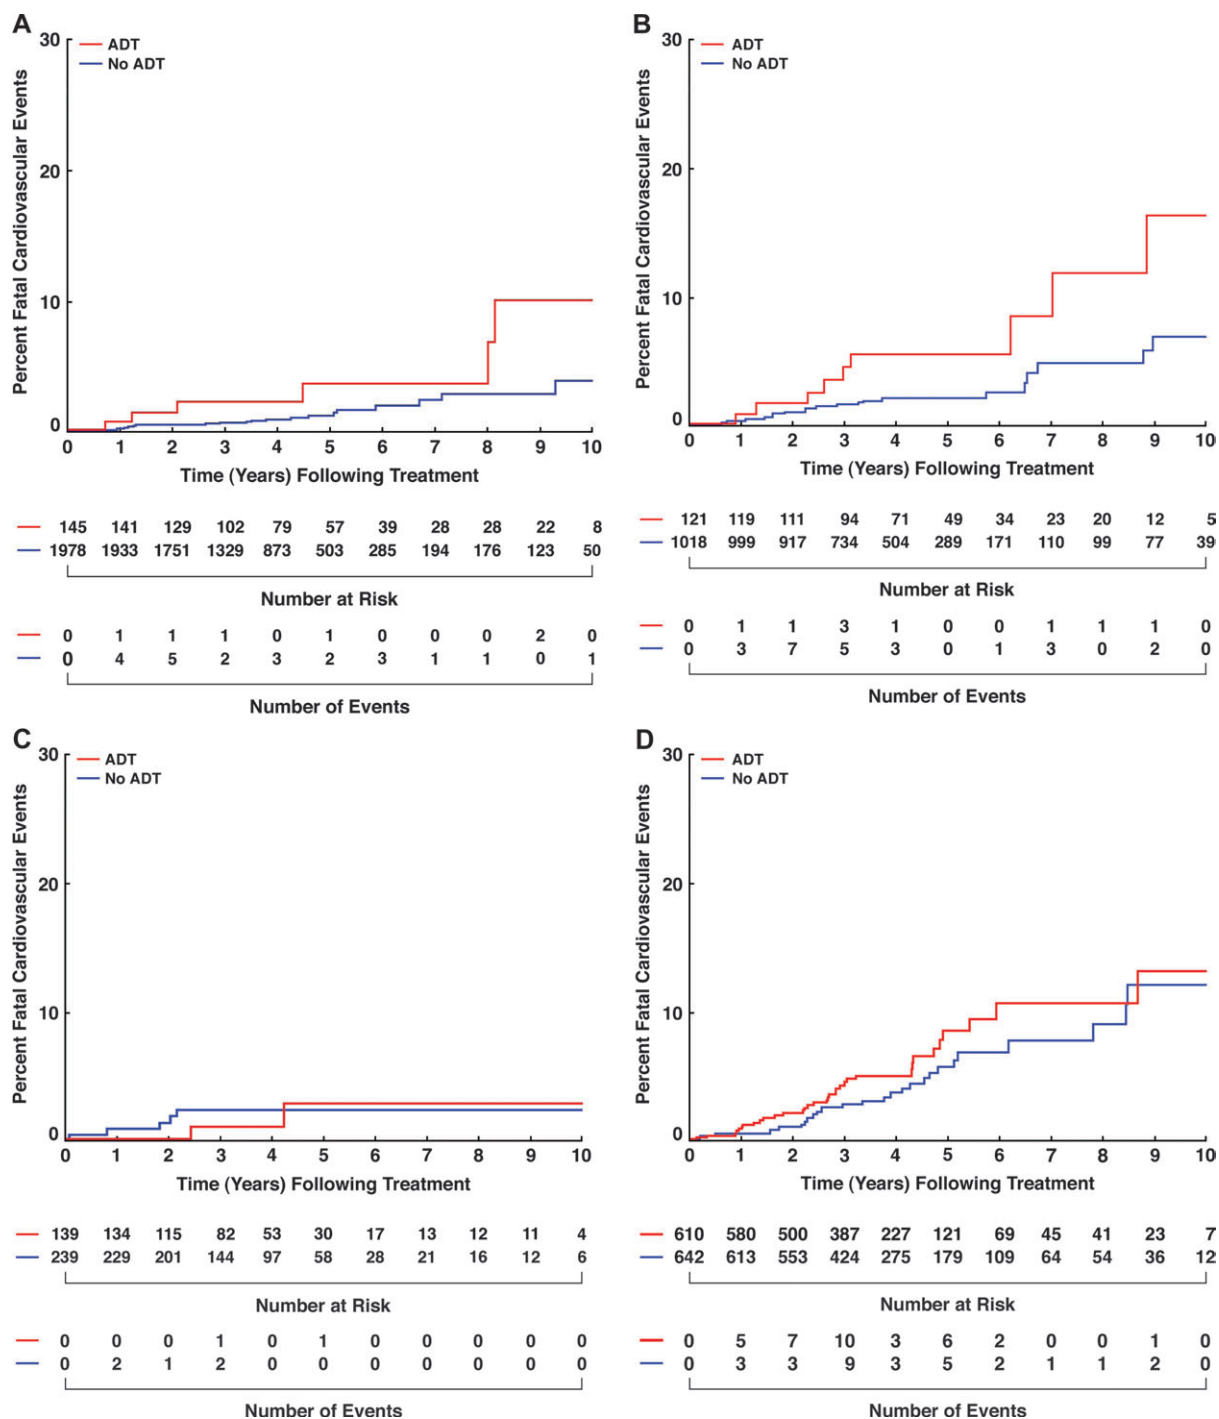 A
30
ADT
No ADT
20
10
0
Percent Fatal Cardiovascular Events
0 1 2 3 4 5 6 7 8 9 10
Time (Years) Following Treatment
145 141 129 102 79 57 39 28 28 22 8
1978 1933 1751 1329 873 503 285 194 176 123 50
Number at Risk
0 1 1 1 0 1 0 0 0 2 0
0 4 5 2 3 2 3 1 1 0 1
Number of Events
B
30
ADT
No ADT
20
10
0
Percent Fatal Cardiovascular Events
0 1 2 3 4 5 6 7 8 9 10
Time (Years) Following Treatment
121 119 111 94 71 49 34 23 20 12 5
1018 999 917 734 504 289 171 110 99 77 39
Number at Risk
0 1 1 3 1 0 0 1 1 1 0
0 3 7 5 3 0 1 3 0 2 0
Number of Events
C
30
ADT
No ADT
20
10
0
Percent Fatal Cardiovascular Events
0 1 2 3 4 5 6 7 8 9 10
Time (Years) Following Treatment
139 134 115 82 53 30 17 13 12 11 4
239 229 201 144 97 58 28 21 16 12 6
Number at Risk
0 0 0 1 0 1 0 0 0 0 0
0 2 1 2 0 0 0 0 0 0 0
Number of Events
D
30
ADT
No ADT
20
10
0
Percent Fatal Cardiovascular Events
0 1 2 3 4 5 6 7 8 9 10
Time (Years) Following Treatment
610 580 500 387 227 121 69 45 41 23 7
642 613 553 424 275 179 109 64 54 36 12
Number at Risk
0 5 7 10 3 6 2 0 0 1 0
0 3 3 9 3 5 2 1 1 2 0
Number of Events